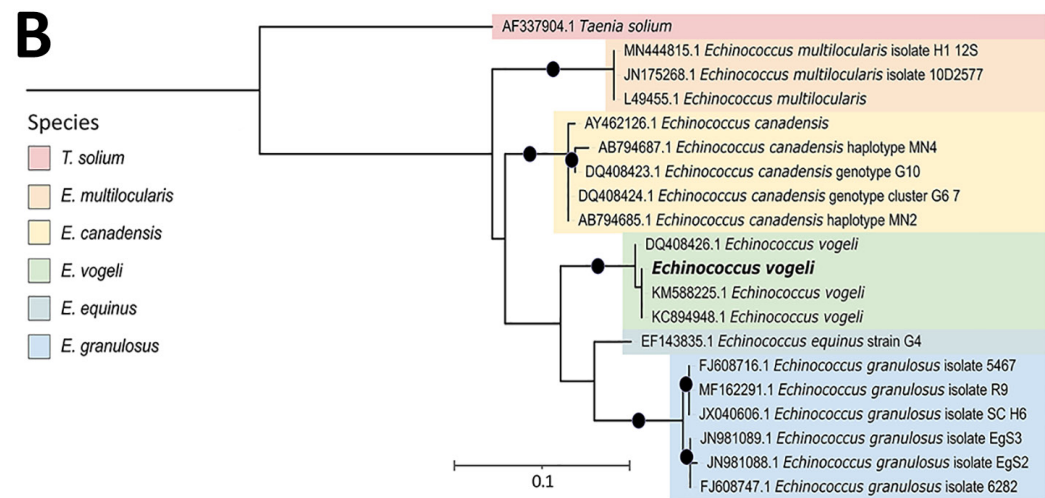 B
AF337904.1 Taenia solium
MN444815.1 Echinococcus multilocularis isolate H1 12S
JN175268.1 Echinococcus multilocularis isolate 10D2577
L49455.1 Echinococcus multilocularis
AY462126.1 Echinococcus canadensis
AB794687.1 Echinococcus canadensis haplotype MN4
DQ408423.1 Echinococcus canadensis genotype G10
DQ408424.1 Echinococcus canadensis genotype cluster G6 7
AB794685.1 Echinococcus canadensis haplotype MN2
DQ408426.1 Echinococcus vogeli
Echinococcus vogeli
KM588225.1 Echinococcus vogeli
KC894948.1 Echinococcus vogeli
EF143835.1 Echinococcus equinus strain G4
FJ608716.1 Echinococcus granulosus isolate 5467
MF162291.1 Echinococcus granulosus isolate R9
JX040606.1 Echinococcus granulosus isolate SC H6
JN981089.1 Echinococcus granulosus isolate EgS3
JN981088.1 Echinococcus granulosus isolate EgS2
FJ608747.1 Echinococcus granulosus isolate 6282
Species
T. solium
E. multilocularis
E. canadensis
E. vogeli
E. equinus
E. granulosus
0.1